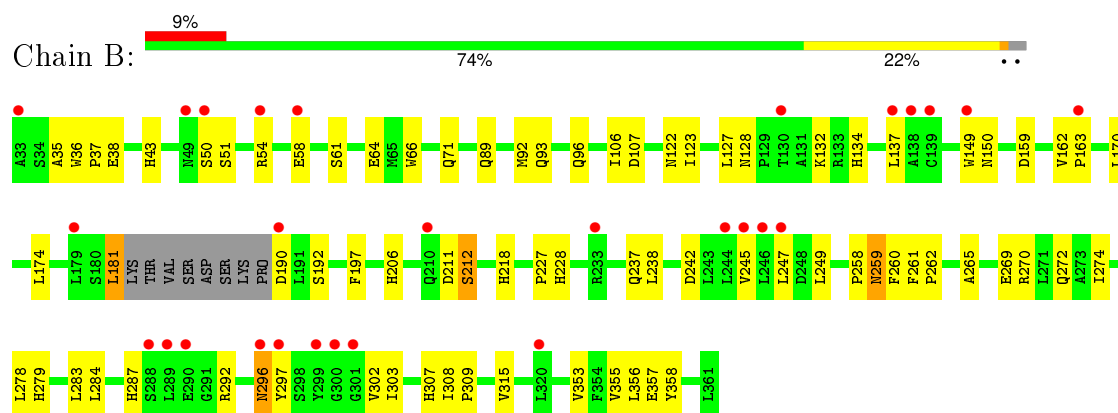 9%
Chain B:
74% 22% • •
A33 S34 A35 W36 P37 E38 H43 N49 S50 S51 R54 E58 S61 E64 M65 W66 Q71 Q89 M92 Q93 Q96 I106 D107 N122 I123 L127 N128 P129 T130 A131 K132 R133 H134 L137 A138 C139 W149 N150 D159 V162 P163 L170
L174 L179 S180 L181 LYS THR VAL SER ASP SER LYS PRO D190 L191 S192 F197 H206 Q210 D211 S212 H218 P227 H228 R233 Q237 L238 D242 L243 L244 V245 L246 L247 D248 L249 P258 N259 F260 F261 P262 A265 E269 R270 L271 Q272 A273 I274
L278 H279 L283 L284 H287 S288 L289 E290 G291 R292 N296 Y297 S298 Y299 G300 G301 V302 I303 H307 I308 P309 V315 L320 V353 F354 V355 L356 E357 Y358 L361